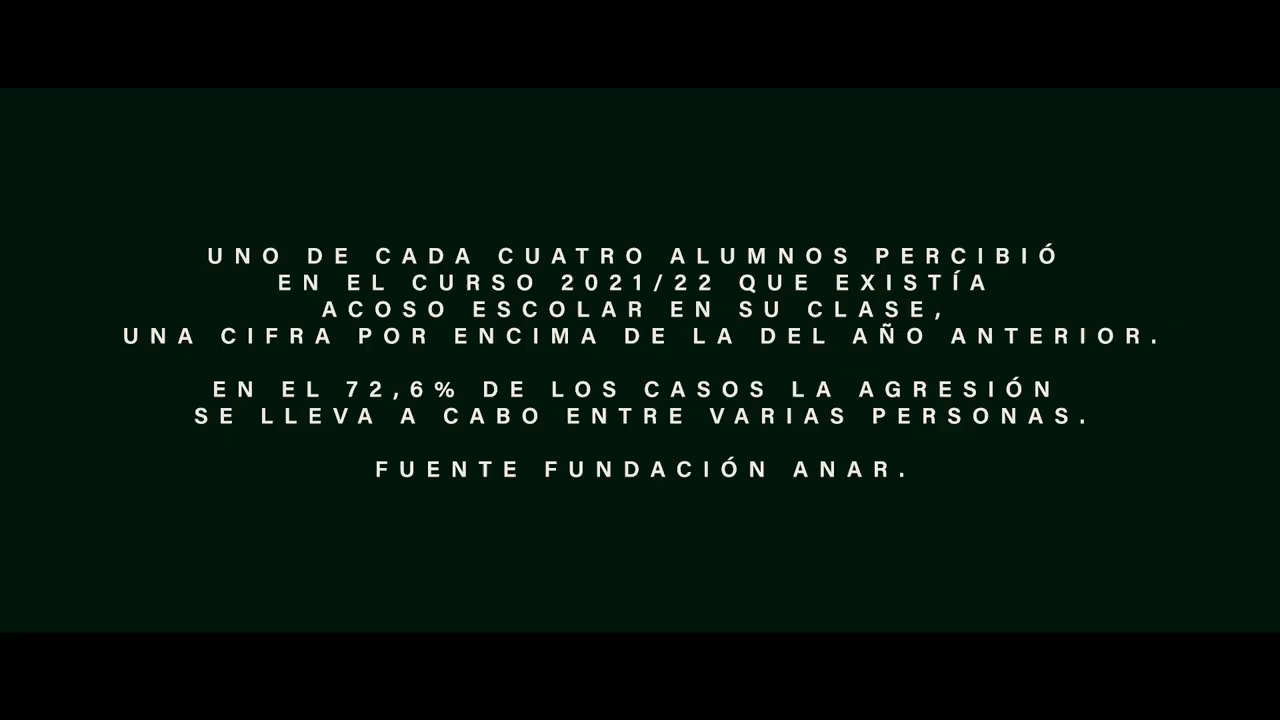 UNO DE CADA CUATRO ALUMNOS PERCIBIÓ
EN EL CURSO 2021/22 QUE EXISTÍA
ACOSO ESCOLAR EN SU CLASE,
UNA CIFRA POR ENCIMA DE LA DEL AÑO ANTERIOR.
EN EL 72,6% DE LOS CASOS LA AGRESIÓN
SE LLEVA A CABO ENTRE VARIAS PERSONAS.
FUENTE FUNDACIÓN ANAR.